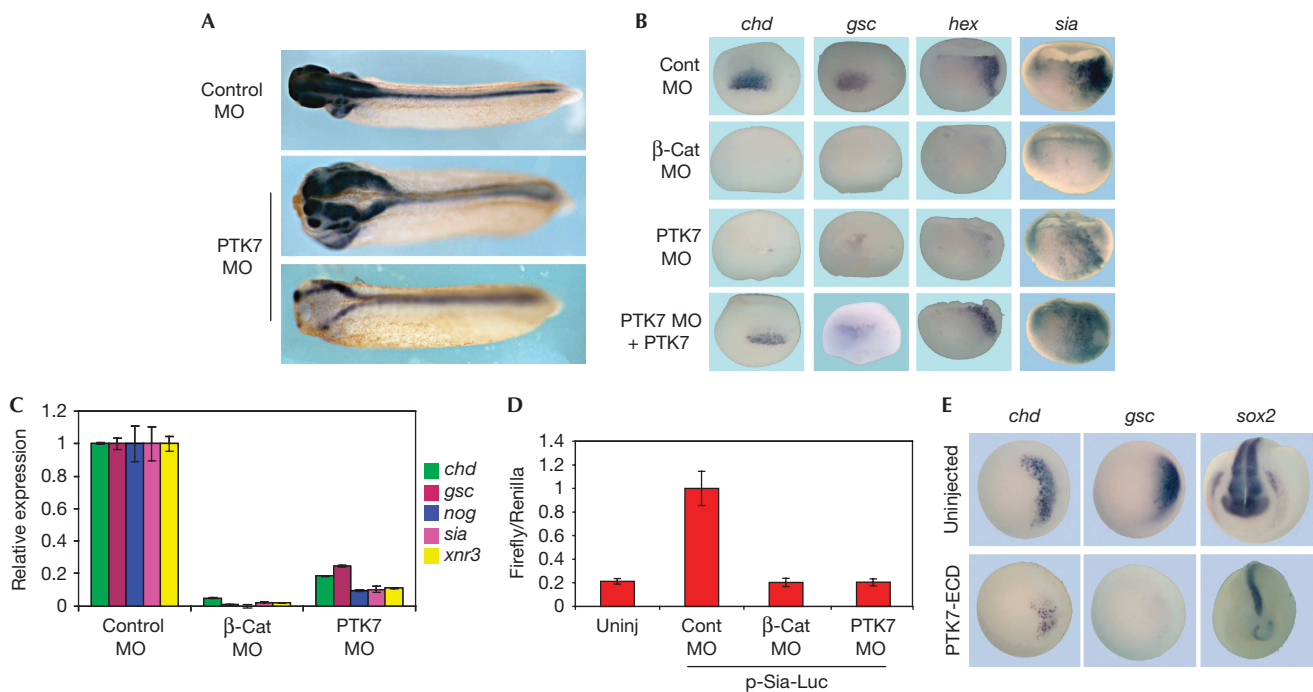 A
Control
MO
PTK7
MO
B
chd gsc hex sia
Cont
MO
β-Cat
MO
PTK7
MO
PTK7 MO
+ PTK7
C
Relative expression
1.2
1
0.8
0.6
0.4
0.2
0
Control
MO
β-Cat
MO
PTK7
MO
chd
gsc
nog
sia
xnr3
D
Firefly/Renilla
1.4
1.2
1.0
0.8
0.6
0.4
0.2
0
Uninj
Cont
MO
β-Cat
MO
PTK7
MO
p-Sia-Luc
E
chd gsc sox2
Uninjected
PTK7-ECD